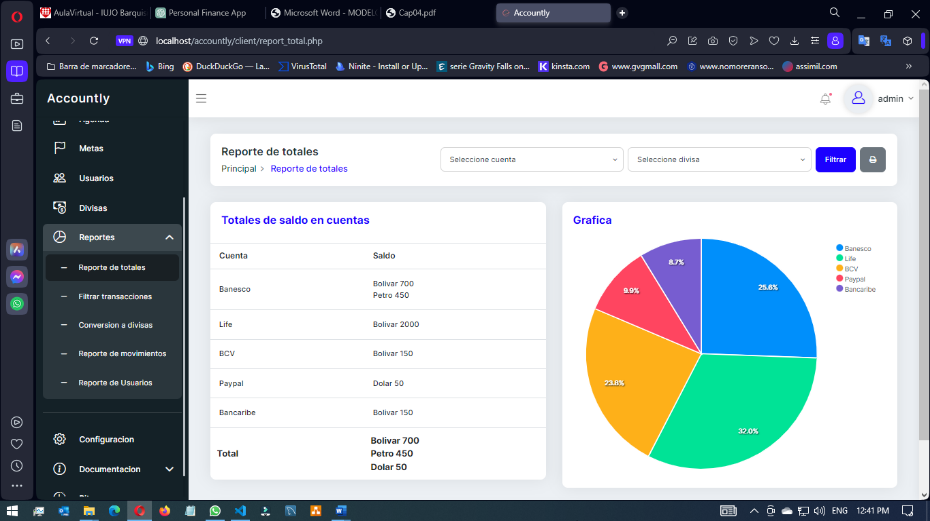 AulaVirtual - IUJO Barquis
Personal Finance App
Microsoft Word - MODEL
Cap04.pdf
Accountly
VPN
localhost/accountly/client/report_total.php
Barra de marcadore...
Bing
DuckDuckGo — La...
VirusTotal
Ninite - Install or Up...
serie Gravity Falls on...
kinsta.com
www.gvgmall.com
www.nomoreranso...
assimil.com
Accountly
Metas
Usuarios
Divisas
Reportes
Reporte de totales
Filtrar transacciones
Conversion a divisas
Reporte de movimientos
Reporte de Usuarios
Configuracion
Documentacion
admin
Reporte de totales
Principal > Reporte de totales
Seleccione cuenta
Seleccione divisa
Filtrar
Totales de saldo en cuentas
Cuenta Saldo
Banesco Bolivar 700
Petro 450
Life Bolivar 2000
BCV Bolivar 150
Paypal Dolar 50
Bancaribe Bolivar 150
Total Bolivar 700
Petro 450
Dolar 50
Grafica
8.7%
25.6%
9.9%
23.8%
32.0%
Banesco
Life
BCV
Paypal
Bancaribe
ENG
12:41 PM